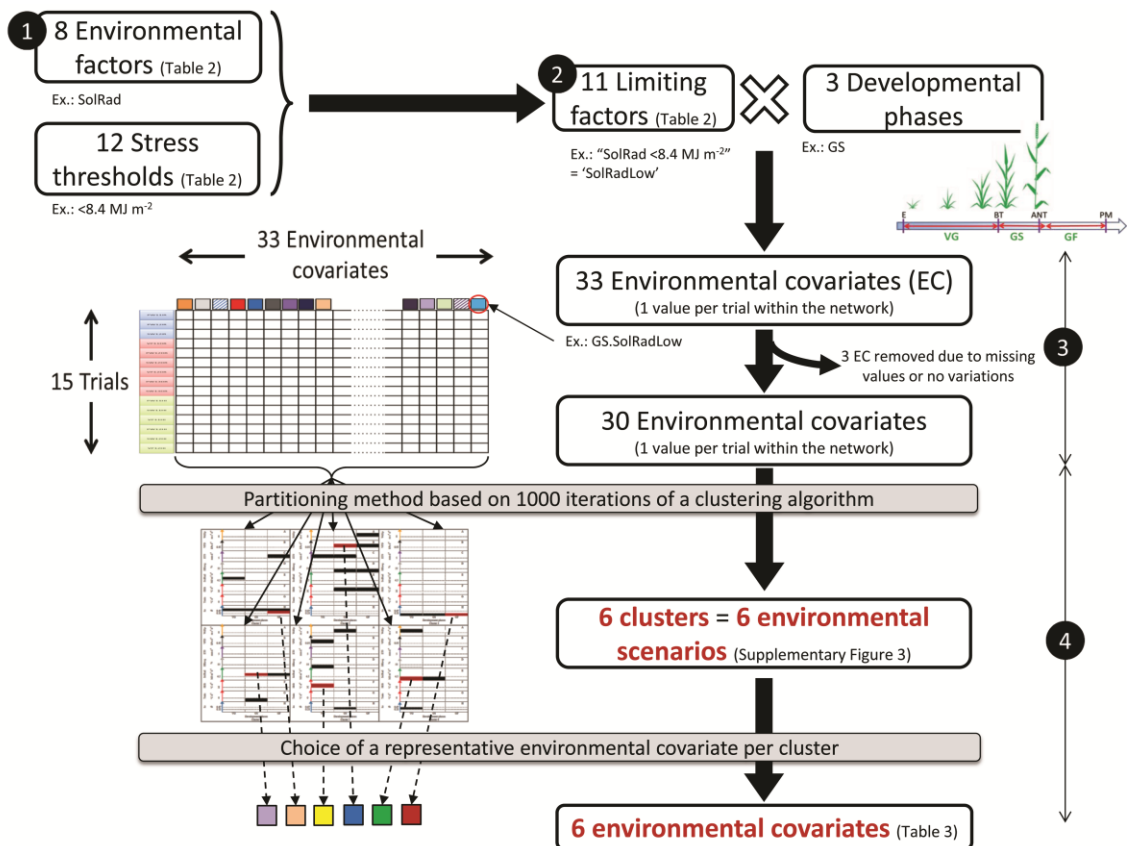 1
8 Environmental
factors (Table 2)
Ex.: SolRad
12 Stress
thresholds (Table 2)
Ex.: <8.4 MJ m⁻²
2
11 Limiting
factors (Table 2)
Ex.: “SolRad <8.4 MJ m⁻²”
= ‘SolRadLow’
3 Developmental
phases
Ex.: GS
E BT ANT PM
VG GS GF
33 Environmental
covariates
15 Trials
Ex.: GS.SolRadLow
33 Environmental covariates (EC)
(1 value per trial within the network)
3 EC removed due to missing
values or no variations
3
30 Environmental covariates
(1 value per trial within the network)
Partitioning method based on 1000 iterations of a clustering algorithm
6 clusters = 6 environmental
scenarios (Supplementary Figure 3)
4
Choice of a representative environmental covariate per cluster
6 environmental covariates (Table 3)